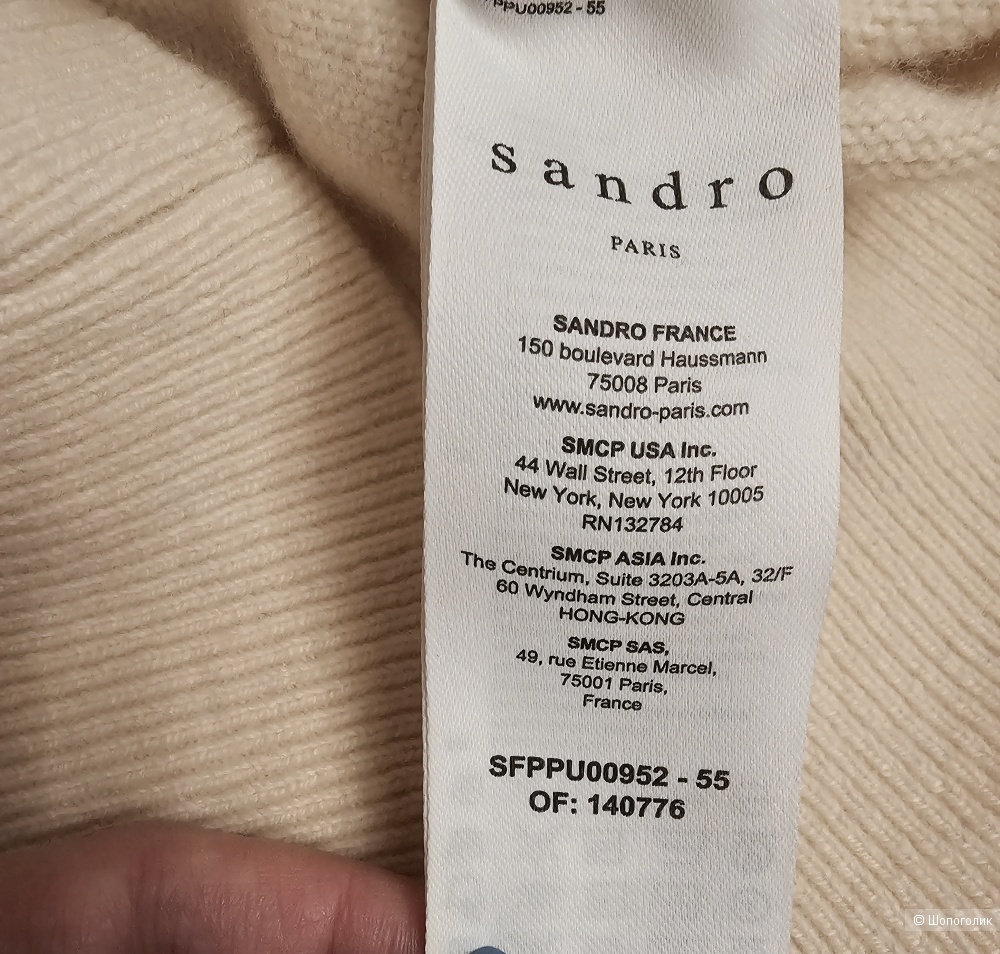 PPU00952 - 55
sandro
PARIS
SANDRO FRANCE
150 boulevard Haussmann
75008 Paris
www.sandro-paris.com
SMCP USA Inc.
44 Wall Street, 12th Floor
New York, New York 10005
RN132784
SMCP ASIA Inc.
The Centrium, Suite 3203A-5A, 32/F
60 Wyndham Street, Central
HONG-KONG
SMCP SAS,
49, rue Etienne Marcel,
75001 Paris,
France
SFPPU00952 - 55
OF: 140776
© Шопоголик